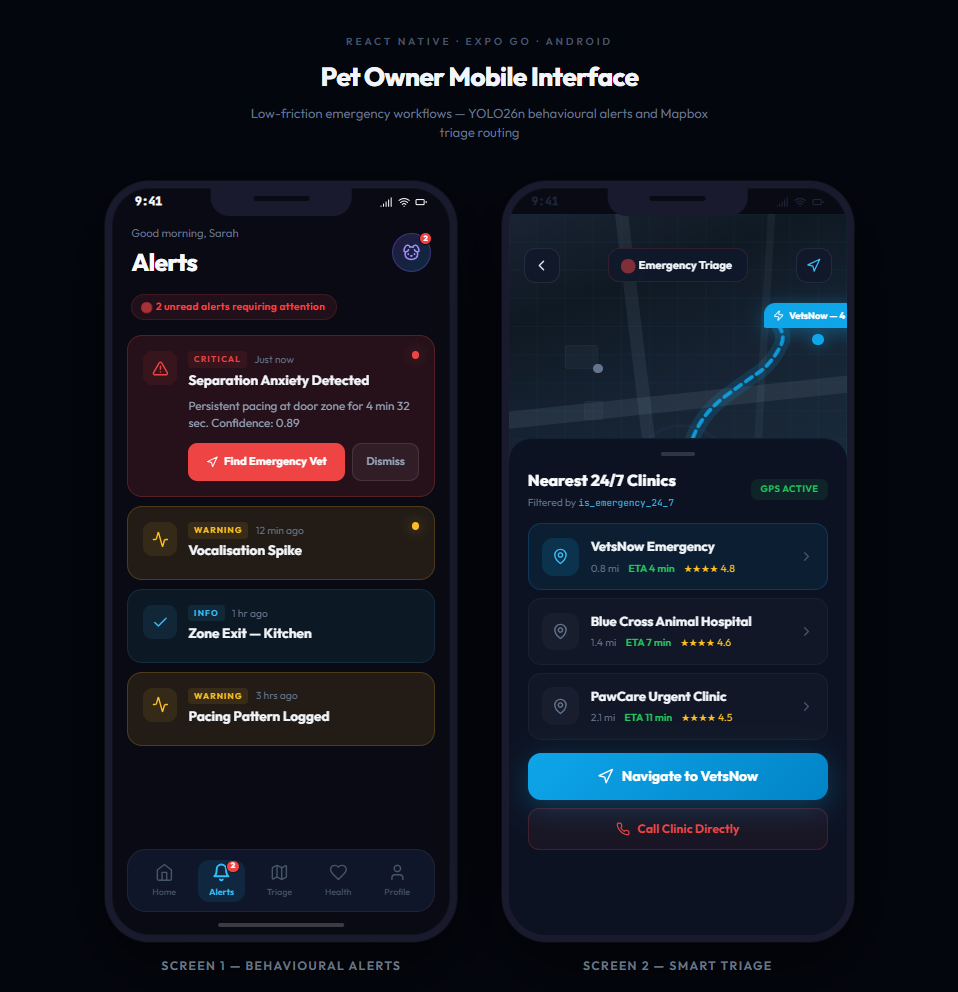 REACT NATIVE · EXPO GO · ANDROID
Pet Owner Mobile Interface
Low-friction emergency workflows — YOLO26n behavioural alerts and Mapbox
triage routing
9:41
Good morning, Sarah
2
Alerts
2 unread alerts requiring attention
CRITICAL Just now
Separation Anxiety Detected
Persistent pacing at door zone for 4 min 32
sec. Confidence: 0.89
Find Emergency Vet Dismiss
WARNING 12 min ago
Vocalisation Spike
INFO 1 hr ago
Zone Exit — Kitchen
WARNING 3 hrs ago
Pacing Pattern Logged
2
Home Alerts Triage Health Profile
SCREEN 1 — BEHAVIOURAL ALERTS
9:41
Emergency Triage
VetsNow — 4
Nearest 24/7 Clinics
GPS ACTIVE
Filtered by is_emergency_24_7
VetsNow Emergency
0.8 mi ETA 4 min ★★★★ 4.8
Blue Cross Animal Hospital
1.4 mi ETA 7 min ★★★★ 4.6
PawCare Urgent Clinic
2.1 mi ETA 11 min ★★★★ 4.5
Navigate to VetsNow
Call Clinic Directly
SCREEN 2 — SMART TRIAGE